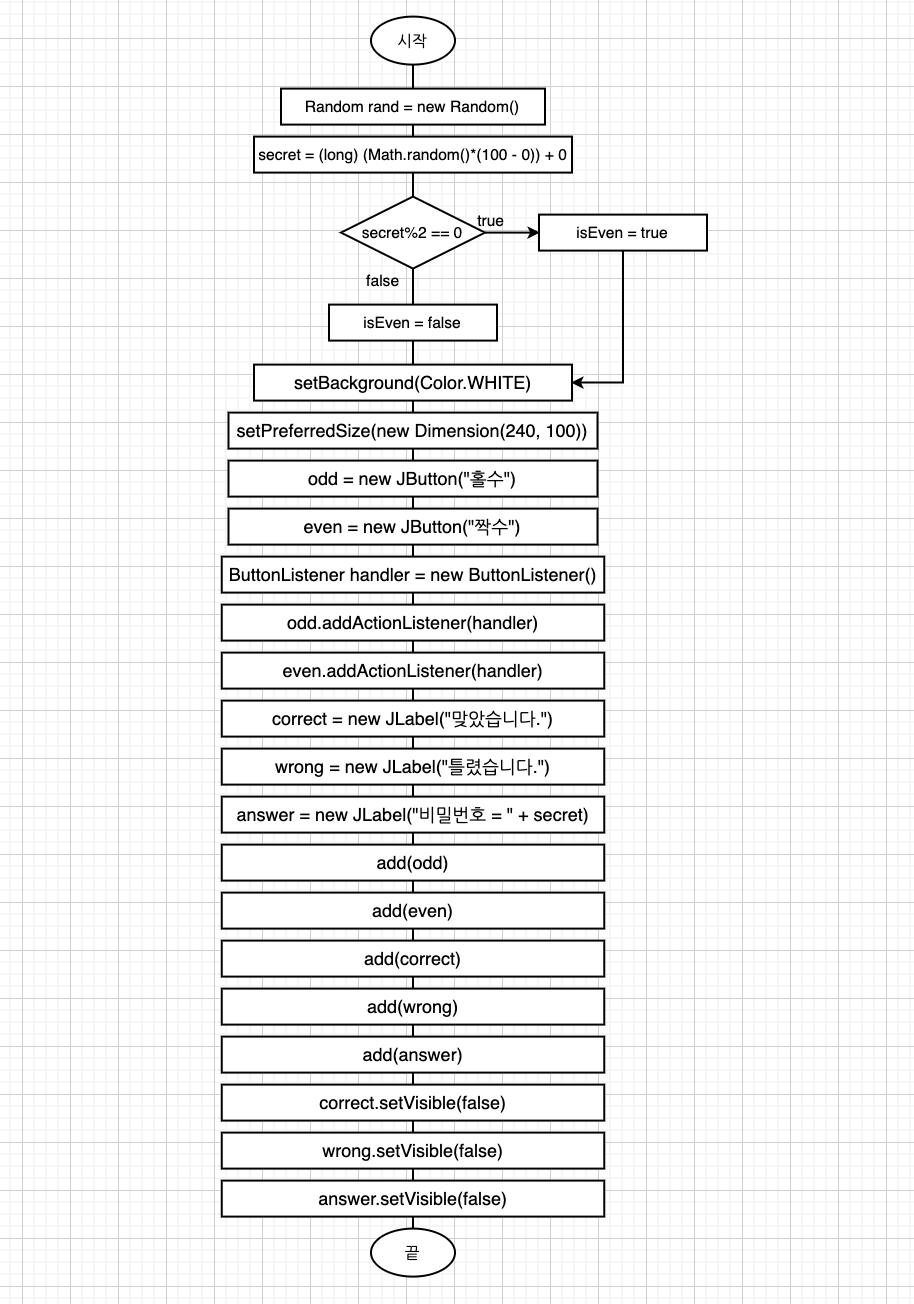 시작
Random rand = new Random()
secret = (long) (Math.random()*(100 - 0)) + 0
secret%2 == 0
true
isEven = true
false
isEven = false
setBackground(Color.WHITE)
setPreferredSize(new Dimension(240, 100))
odd = new JButton("홀수")
even = new JButton("짝수")
ButtonListener handler = new ButtonListener()
odd.addActionListener(handler)
even.addActionListener(handler)
correct = new JLabel("맞았습니다.")
wrong = new JLabel("틀렸습니다.")
answer = new JLabel("비밀번호 = " + secret)
add(odd)
add(even)
add(correct)
add(wrong)
add(answer)
correct.setVisible(false)
wrong.setVisible(false)
answer.setVisible(false)
끝